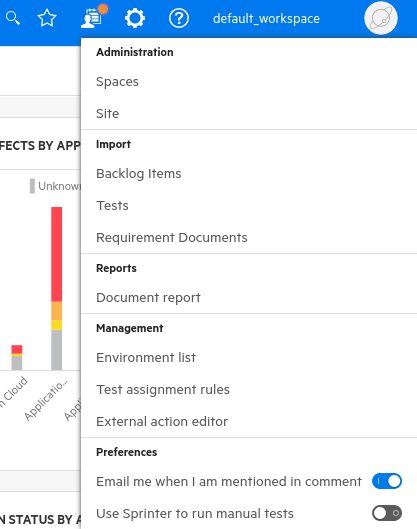 default_workspace
Administration
Spaces
Site
FECTS BY APP
Import
Unknow
Backlog Items
Tests
Requirement Documents
Reports
Document report
Management
Environment list
n Cloud
Applicatio...
Test assignment rules
External action editor
Preferences
Email me when I am mentioned in comment
Use Sprinter to run manual tests
N STATUS BY A